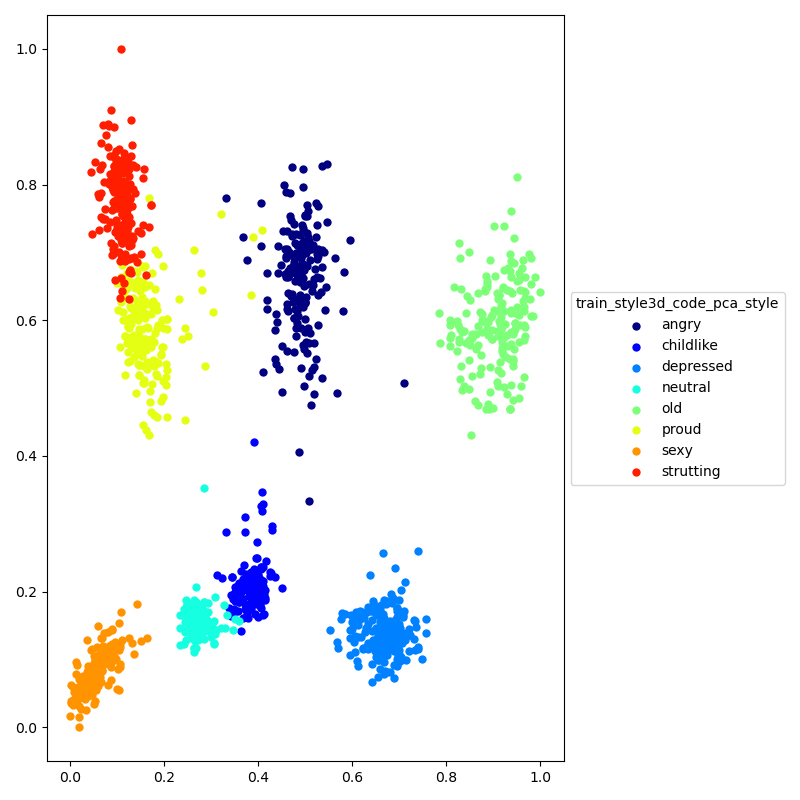 1.0
0.8
0.6
0.4
0.2
0.0
0.0 0.2 0.4 0.6 0.8 1.0
train_style3d_code_pca_style
angry
childlike
depressed
neutral
old
proud
sexy
strutting